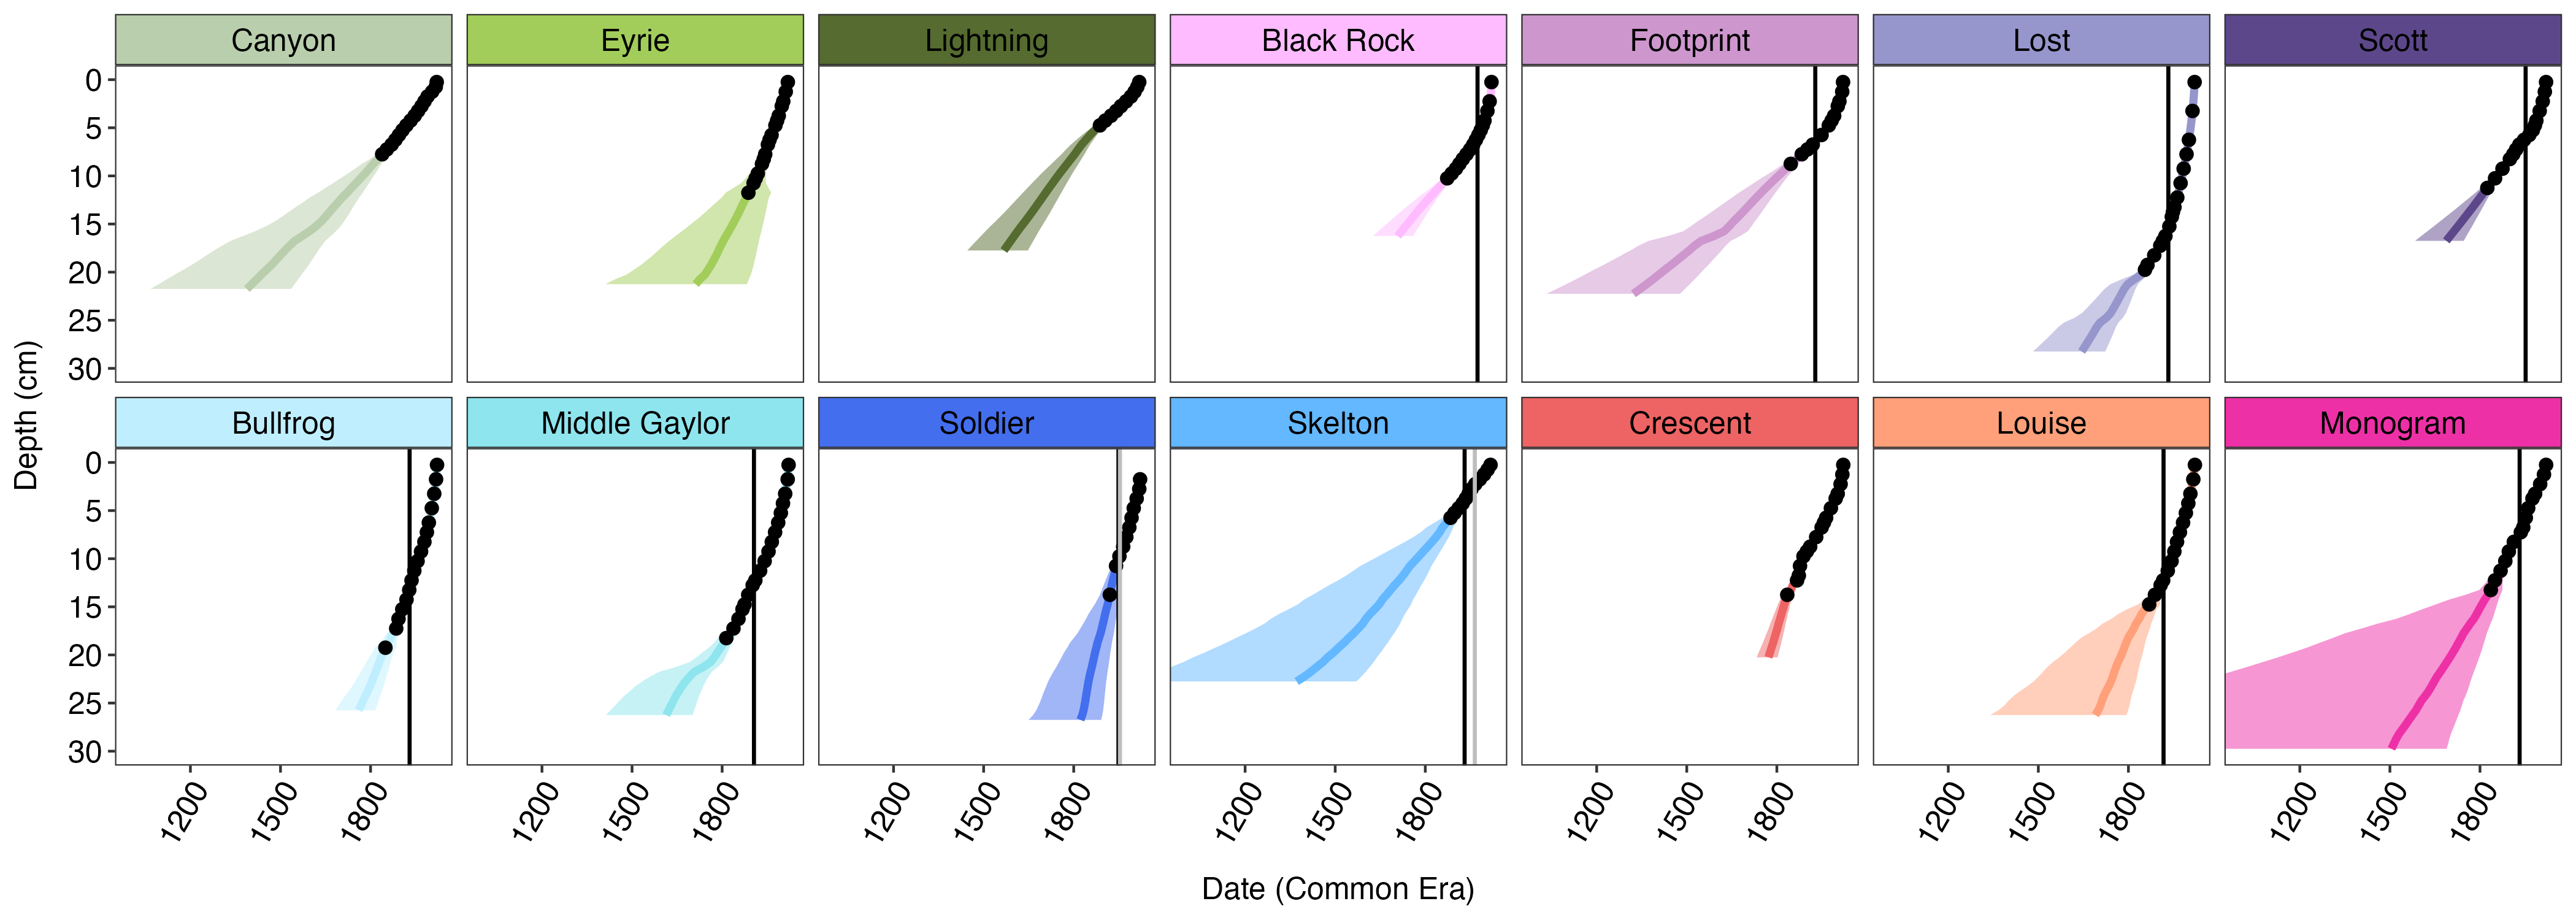 Canyon Eyrie Lightning Black Rock Footprint Lost Scott
0
5
10
15
20
25
30
Depth (cm)
Bullfrog Middle Gaylor Soldier Skelton Crescent Louise Monogram
0
5
10
15
20
25
30
1200 1500 1800 1200 1500 1800 1200 1500 1800 1200 1500 1800 1200 1500 1800 1200 1500 1800 1200 1500 1800
Date (Common Era)